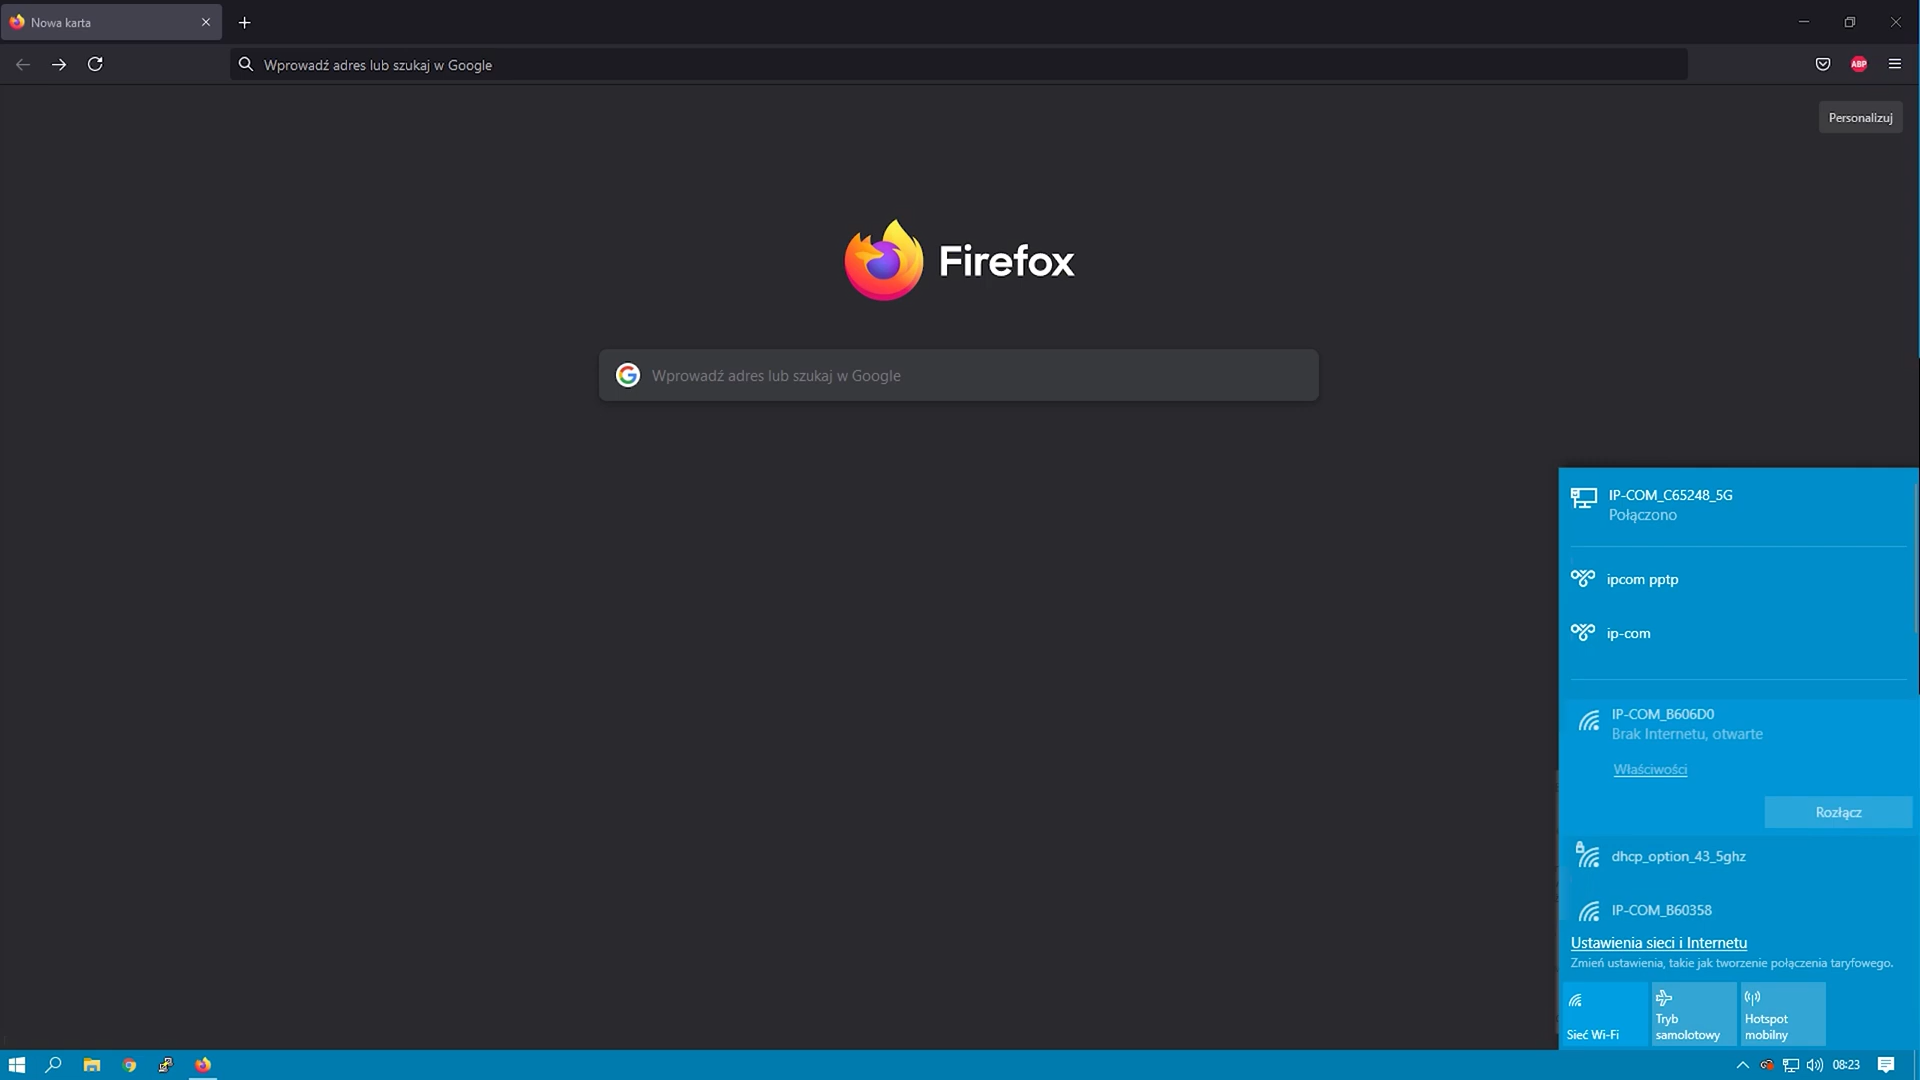 Nowa karta
Wprowadź adres lub szukaj w Google
ABP
Personalizuj
Firefox
Wprowadź adres lub szukaj w Google
IP-COM_C65248_5G
Połączono
ipcom pptp
ip-com
IP-COM_B606D0
Brak Internetu, otwarte
Właściwości
Rozłącz
dhcp_option_43_5ghz
IP-COM_B60358
Ustawienia sieci i Internetu
Zmień ustawienia, takie jak tworzenie połączenia taryfowego.
Sieć Wi-Fi
Tryb
samolotowy
Hotspot
mobilny
08:23